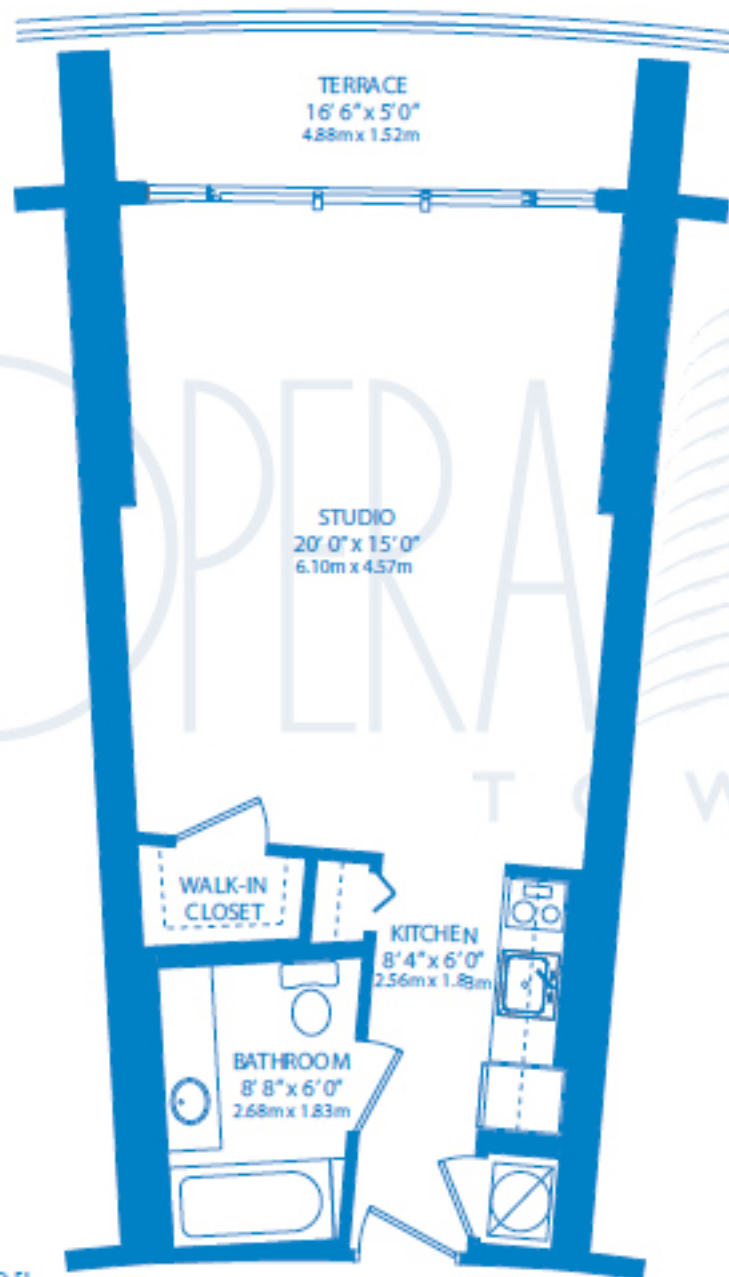 TERRACE
16' 6" x 5' 0"
4.88m x 1.52m
OPERA
STUDIO
20' 0" x 15' 0"
6.10m x 4.57m
WALK-IN
CLOSET
KITCHEN
8' 4" x 6' 0"
2.56m x 1.83m
BATHROOM
8' 8" x 6' 0"
2.68m x 1.83m